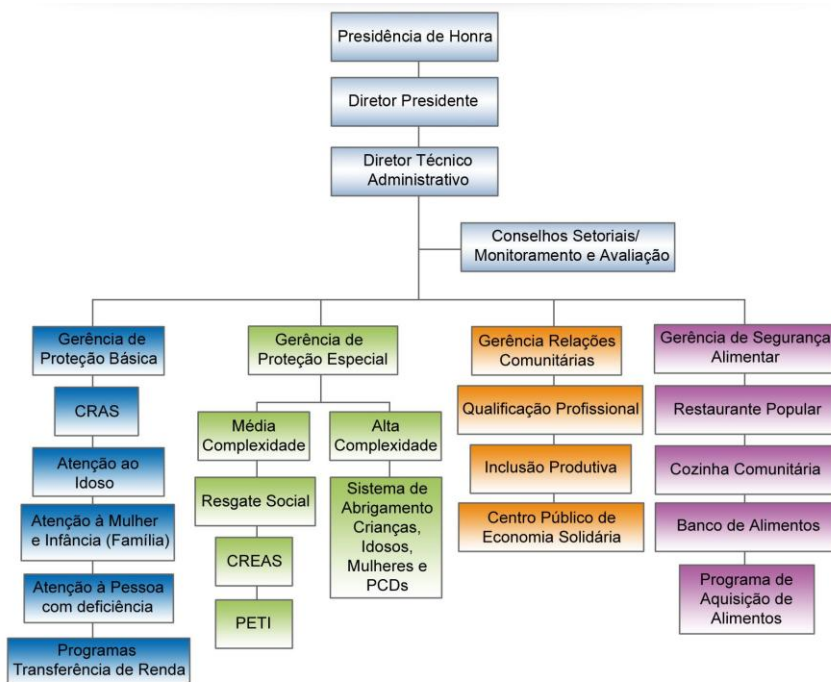 Presidência de Honra
Diretor Presidente
Diretor Técnico
Administrativo
Conselhos Setoriais/
Monitoramento e Avaliação
Gerência de
Proteção Básica
CRAS
Atenção ao
Idoso
Atenção à Mulher
e Infância (Família)
Atenção à Pessoa
com deficiência
Programas
Transferência de Renda
Gerência de
Proteção Especial
Média
Complexidade
Resgate Social
CREAS
PETI
Alta
Complexidade
Sistema de
Abrigamento
Crianças,
Idosos,
Mulheres e
PCDs
Gerência Relações
Comunitárias
Qualificação Profissional
Inclusão Produtiva
Centro Público de
Economia Solidária
Gerência de Segurança
Alimentar
Restaurante Popular
Cozinha Comunitária
Banco de Alimentos
Programa de
Aquisição de
Alimentos